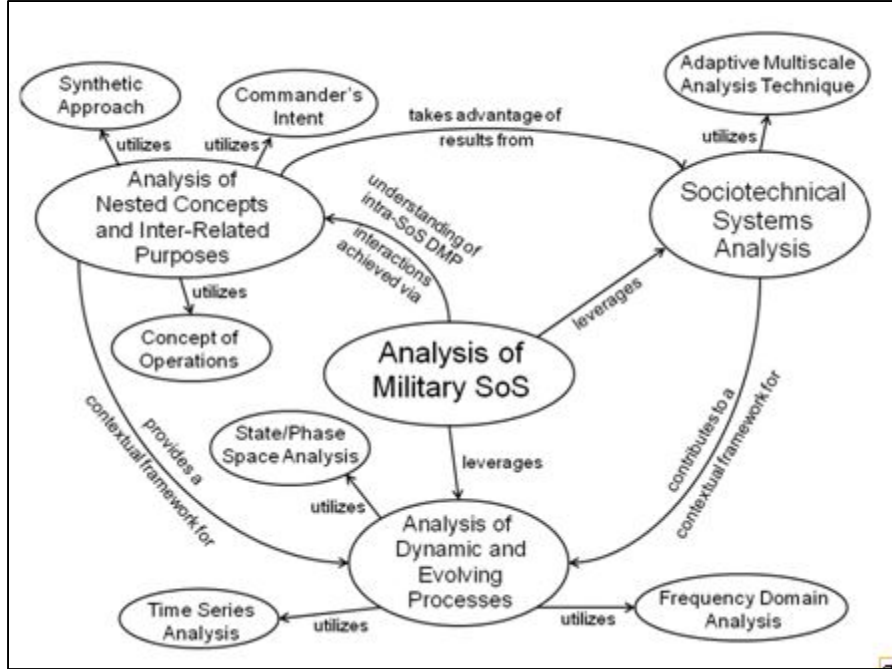 Synthetic
Approach
Commander's
Intent
Adaptive Multiscale
Analysis Technique
utilizes
utilizes
takes advantage of
results from
utilizes
Analysis of
Nested Concepts
and Inter-Related
Purposes
understanding of
intra-SoS DMP
interactions
achieved via
Sociotechnical
Systems
Analysis
utilizes
leverages
Concept of
Operations
Analysis of
Military SoS
provides a
contextual framework for
State/Phase
Space Analysis
leverages
contributes to a
contextual framework for
utilizes
Analysis of
Dynamic and
Evolving
Processes
Time Series
Analysis
utilizes
utilizes
Frequency Domain
Analysis